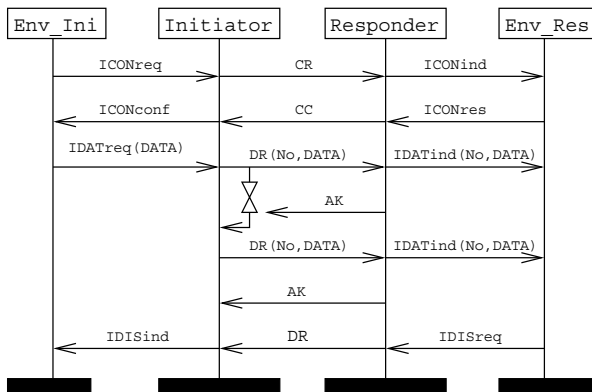 Env_Ini Initiator Responder Env_Res
ICONreq CR ICONind
ICONconf CC ICONres
IDATreq(DATA) DR(No,DATA) IDATind(No,DATA)
AK
DR(No,DATA) IDATind(No,DATA)
AK
IDISind DR IDISreq